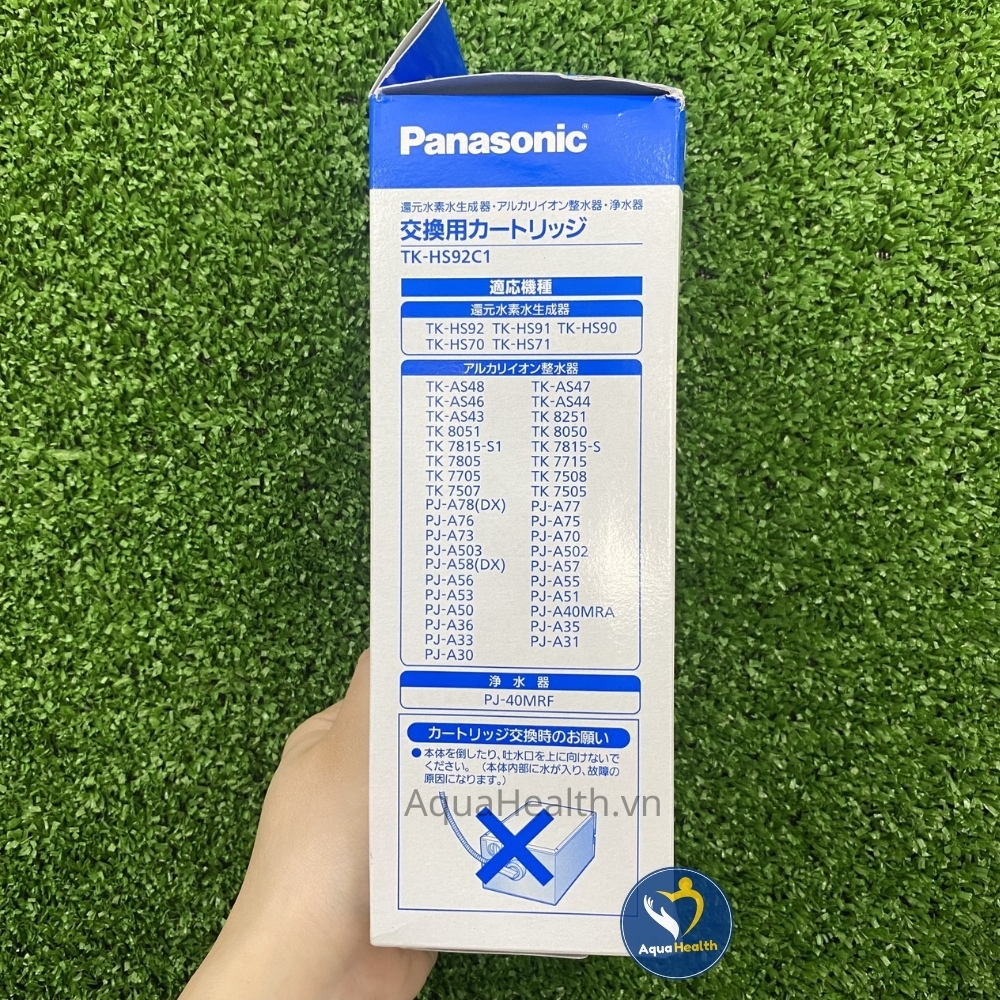 Panasonic®
還元水素水生成器・アルカリイオン整水器・浄水器
交換用カートリッジ
TK-HS92C1
適応機種
還元水素水生成器
TK-HS92 TK-HS91 TK-HS90
TK-HS70 TK-HS71
アルカリイオン整水器
TK-AS48 TK-AS47
TK-AS46 TK-AS44
TK-AS43 TK 8251
TK 8051 TK 8050
TK 7815-S1 TK 7815-S
TK 7805 TK 7715
TK 7705 TK 7508
TK 7507 TK 7505
PJ-A78(DX) PJ-A77
PJ-A76 PJ-A75
PJ-A73 PJ-A70
PJ-A503 PJ-A502
PJ-A58(DX) PJ-A57
PJ-A56 PJ-A55
PJ-A53 PJ-A51
PJ-A50 PJ-A40MRA
PJ-A36 PJ-A35
PJ-A33 PJ-A31
PJ-A30
浄水器
PJ-40MRF
カートリッジ交換時のお願い
●本体を倒したり、吐水口を上に向けないで
ください。(本体内部に水が入り、故障の
原因になります。)
AquaHealth.vn
Aqua Health